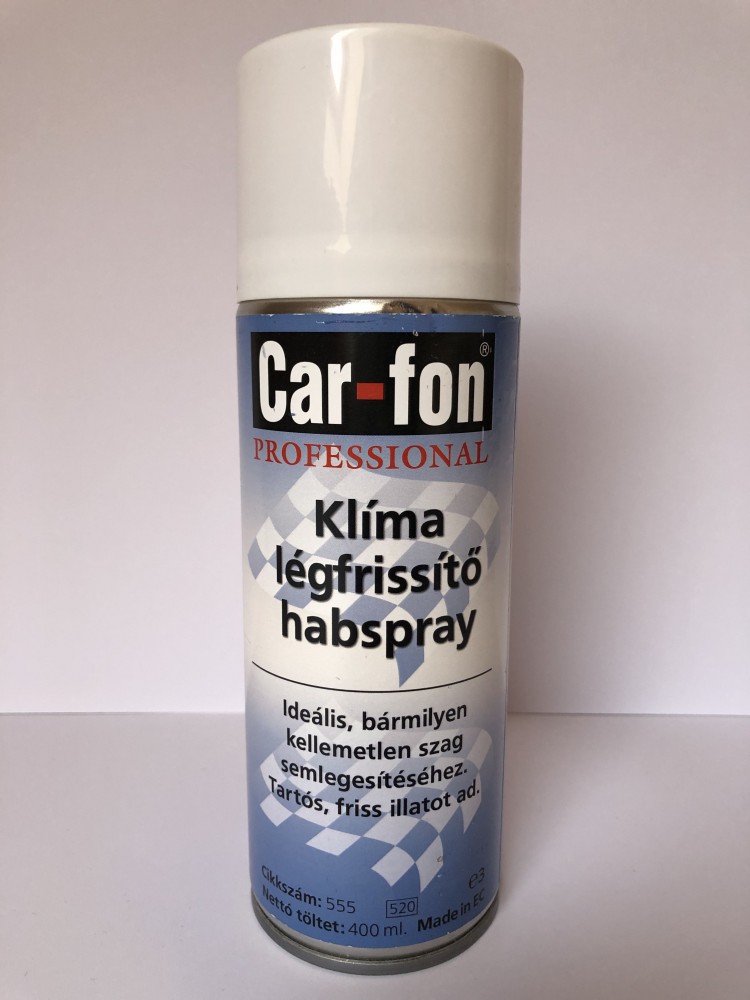 Car-fon®
PROFESSIONAL
Klíma
légfrissítő
habspray
Ideális, bármilyen
kellemetlen szag
semlegesítéséhez.
Tartós, friss illatot ad.
Cikkszám: 555 520 e3
Nettó töltet: 400 ml. Made in EC